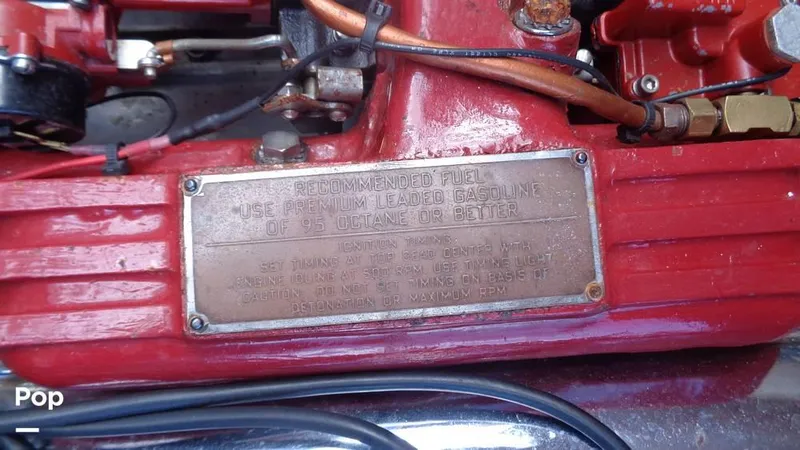 RECOMMENDED FUEL
USE PREMIUM LEADED GASOLINE
OF 95 OCTANE OR BETTER
IGNITION TIMING
SET TIMING AT TOP DEAD CENTER WITH
ENGINE IDLING AT 500 RPM. USE TIMING LIGHT
CAUTION: DO NOT SET TIMING ON BASIS OF
DETONATION OR MAXIMUM RPM
Pop